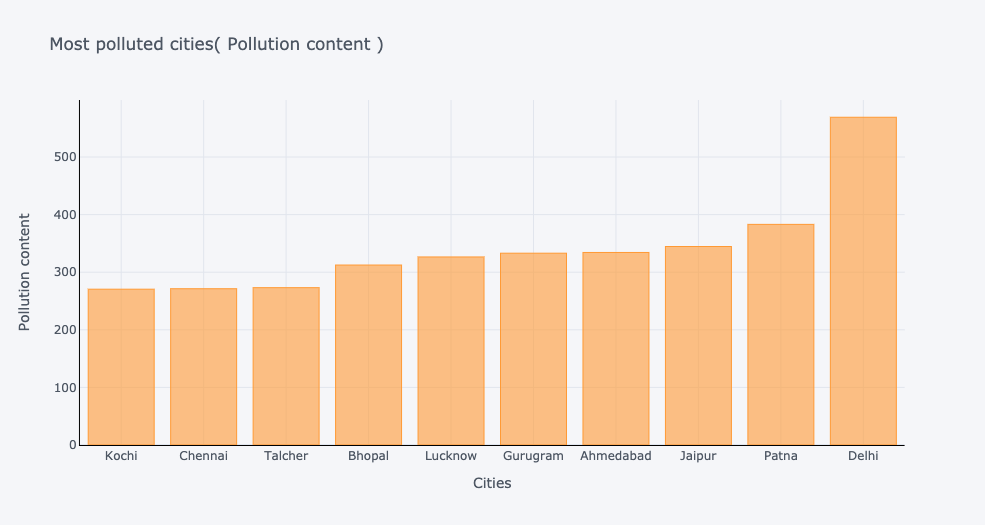 Most polluted cities( Pollution content )
Pollution content
500
400
300
200
100
0
Kochi Chennai Talcher Bhopal Lucknow Gurugram Ahmedabad Jaipur Patna Delhi
Cities